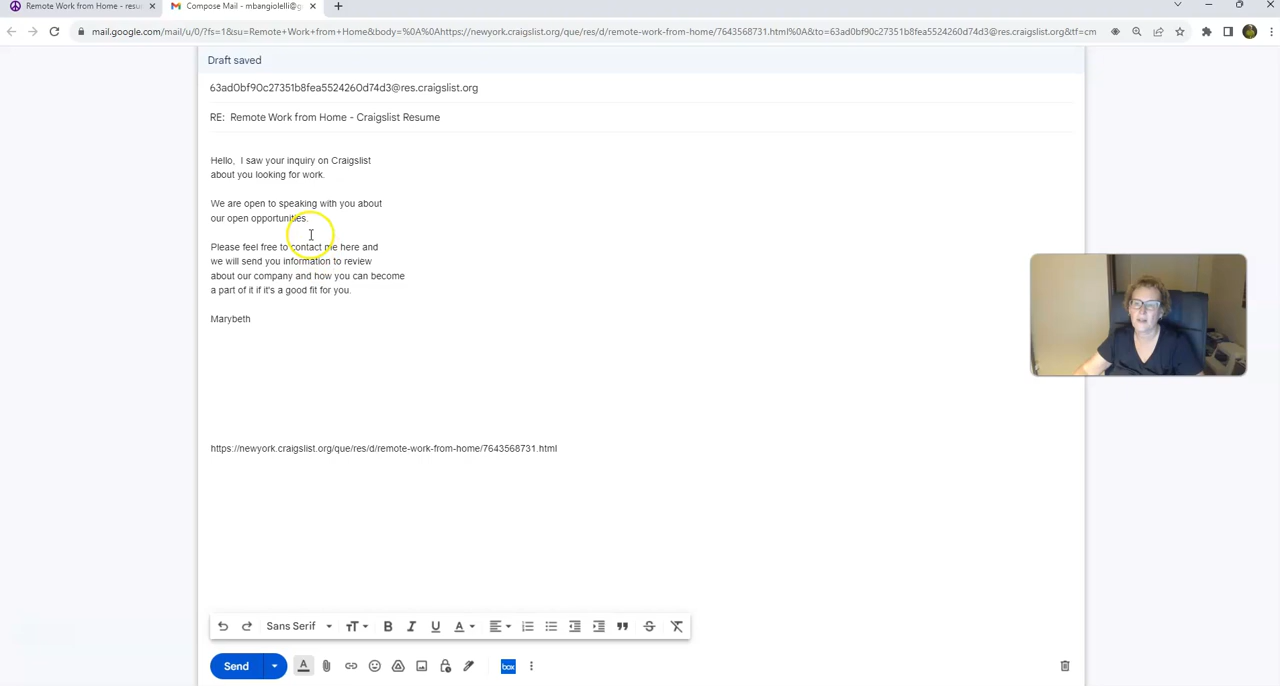 Remote Work from Home - resu
Compose Mail - mbangiolelli@g
mail.google.com/mail/u/0/?fs=1&su=Remote+Work+from+Home&body=%0A%0Ahttps://newyork.craigslist.org/que/res/d/remote-work-from-home/7643568731.html%0A&to=63ad0bf90c27351b8fea5524260d74d3@res.craigslist.org&tf=cm
Draft saved
63ad0bf90c27351b8fea5524260d74d3@res.craigslist.org
RE:  Remote Work from Home - Craigslist Resume
Hello,  I saw your inquiry on Craigslist
about you looking for work.
We are open to speaking with you about
our open opportunities.
Please feel free to contact me here and
we will send you information to review
about our company and how you can become
a part of it if it's a good fit for you.
Marybeth
https://newyork.craigslist.org/que/res/d/remote-work-from-home/7643568731.html
Sans Serif
Send
box